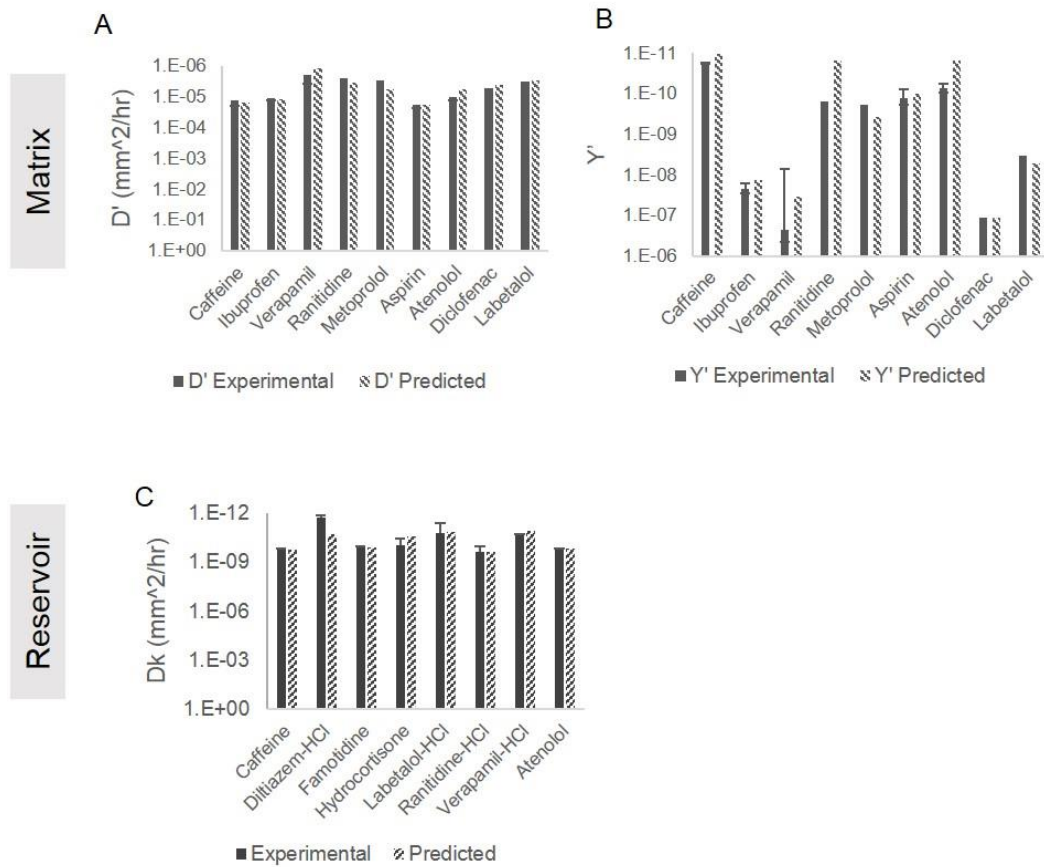 A
Matrix
D' (mm^2/hr)
1.E-06
1.E-05
1.E-04
1.E-03
1.E-02
1.E-01
1.E+00
Caffeine
Ibuprofen
Verapamil
Ranitidine
Metoprolol
Aspirin
Atenolol
Diclofenac
Labetalol
D' Experimental D' Predicted
B
Y'
1.E-11
1.E-10
1.E-09
1.E-08
1.E-07
1.E-06
Caffeine
Ibuprofen
Verapamil
Ranitidine
Metoprolol
Aspirin
Atenolol
Diclofenac
Labetalol
Y' Experimental Y' Predicted
Reservoir
C
Dk (mm^2/hr)
1.E-12
1.E-09
1.E-06
1.E-03
1.E+00
Caffeine
Diltiazem-HCl
Famotidine
Hydrocortisone
Labetalol-HCl
Ranitidine-HCl
Verapamil-HCl
Atenolol
Experimental Predicted